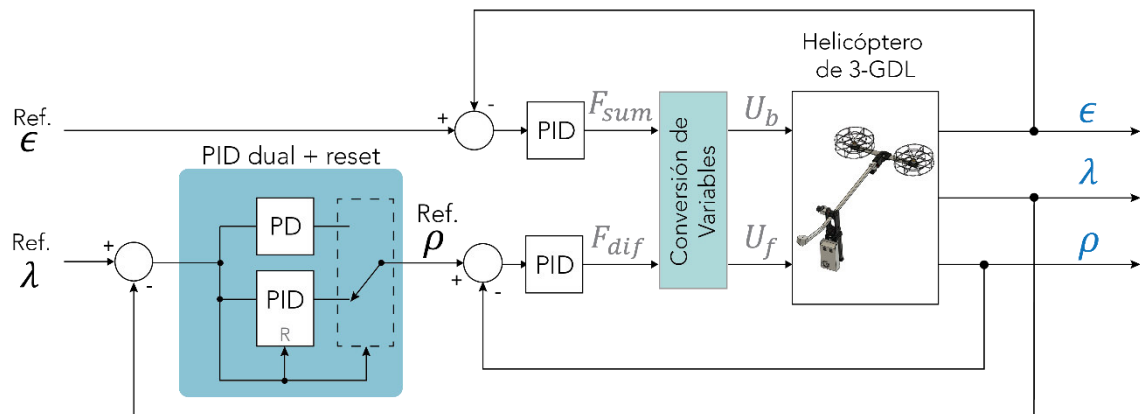 Helicóptero
de 3-GDL
Ref.
ϵ
+
-
PID
F_sum
U_b
ϵ
PID dual + reset
Conversión de
Variables
λ
PD
Ref.
λ
+
-
Ref.
ρ
+
-
PID
F_dif
U_f
ρ
PID
R